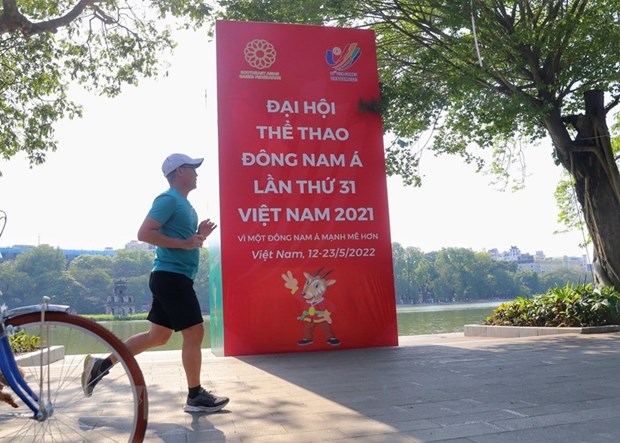 ĐẠI HỘI
THỂ THAO
ĐÔNG NAM Á
LẦN THỨ 31
VIỆT NAM 2021
VÌ MỘT ĐÔNG NAM Á MẠNH MẼ HƠN
Việt Nam, 12-23/5/2022